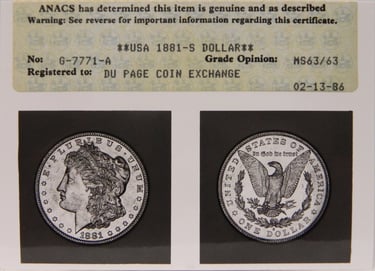 ANACS has determined this item is genuine and as described
Warning: See reverse for important information regarding this certificate.
**USA 1881-S DOLLAR**
No: G-7771-A Grade Opinion: MS63/63
Registered to: DU PAGE COIN EXCHANGE
02-13-86
E·PLURIBUS·UNUM
1881
UNITED STATES OF AMERICA
In God we trust
ONE DOLLAR